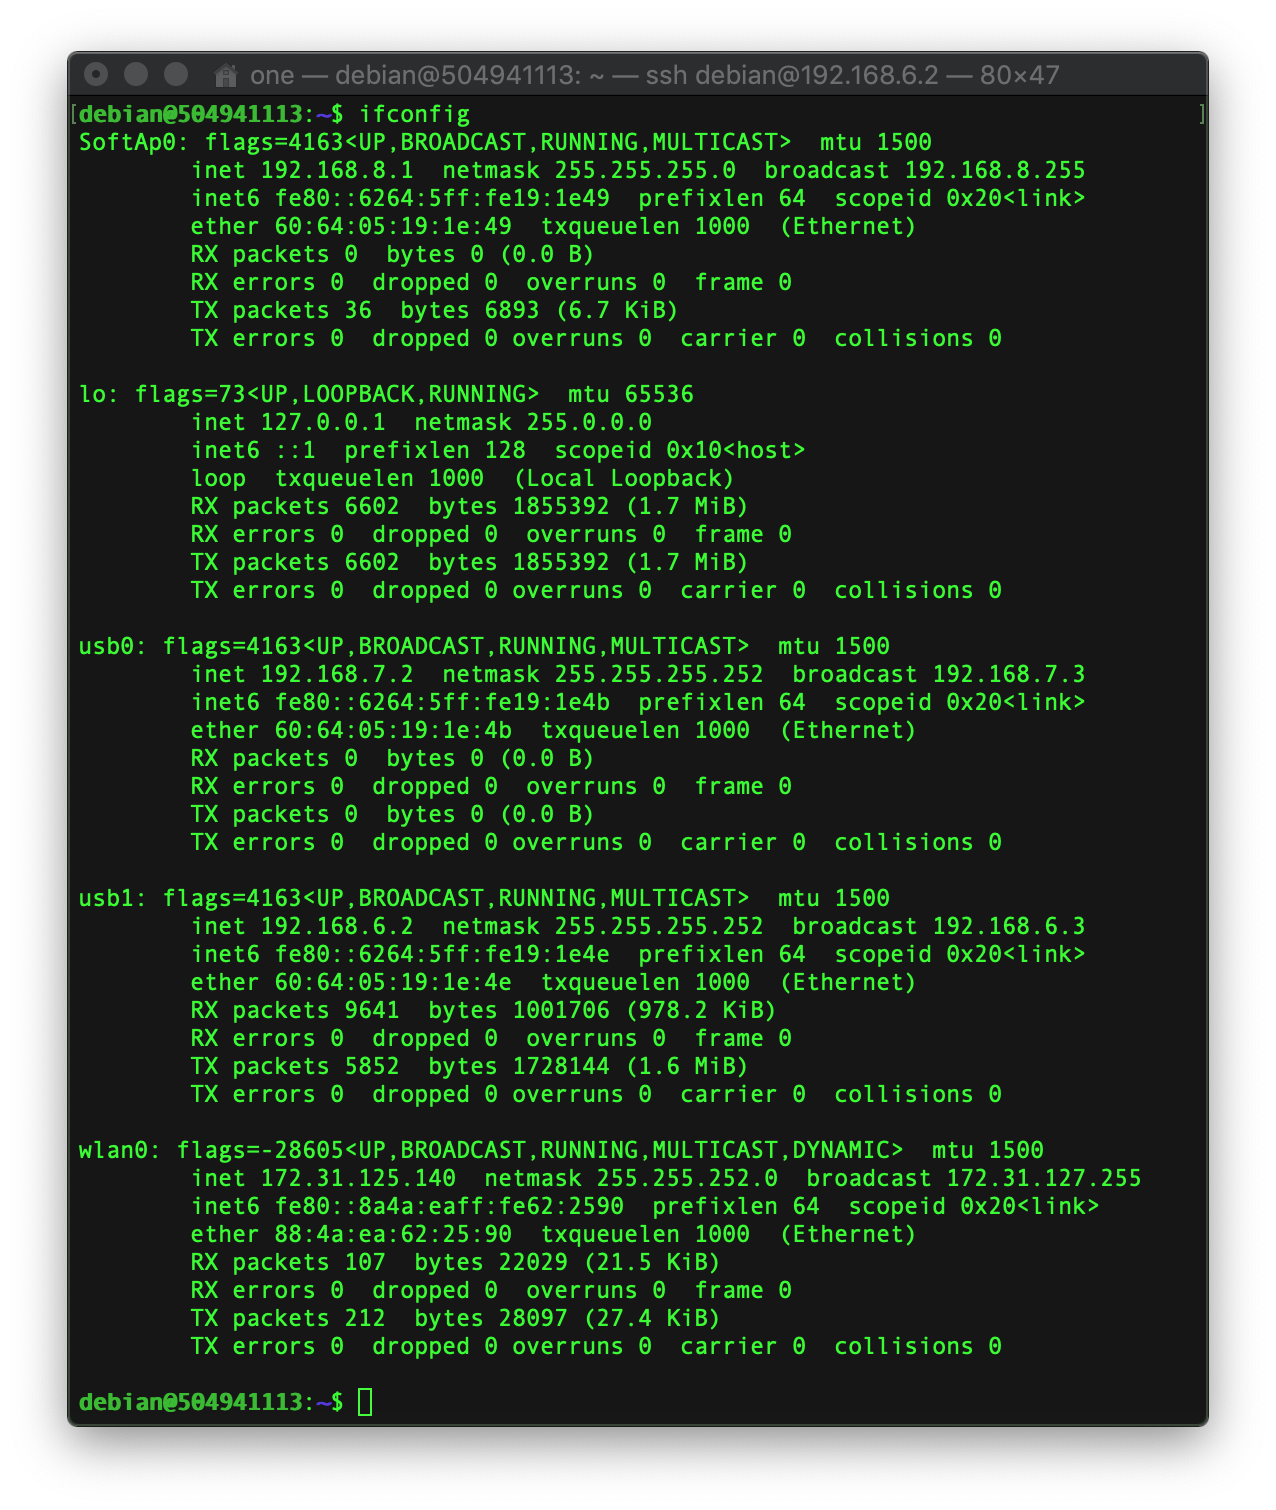 one — debian@504941113: ~ — ssh debian@192.168.6.2 — 80×47
[debian@504941113:~$ ifconfig ]
SoftAp0: flags=4163<UP,BROADCAST,RUNNING,MULTICAST>  mtu 1500
        inet 192.168.8.1  netmask 255.255.255.0  broadcast 192.168.8.255
        inet6 fe80::6264:5ff:fe19:1e49  prefixlen 64  scopeid 0x20<link>
        ether 60:64:05:19:1e:49  txqueuelen 1000  (Ethernet)
        RX packets 0  bytes 0 (0.0 B)
        RX errors 0  dropped 0  overruns 0  frame 0
        TX packets 36  bytes 6893 (6.7 KiB)
        TX errors 0  dropped 0 overruns 0  carrier 0  collisions 0

lo: flags=73<UP,LOOPBACK,RUNNING>  mtu 65536
        inet 127.0.0.1  netmask 255.0.0.0
        inet6 ::1  prefixlen 128  scopeid 0x10<host>
        loop  txqueuelen 1000  (Local Loopback)
        RX packets 6602  bytes 1855392 (1.7 MiB)
        RX errors 0  dropped 0  overruns 0  frame 0
        TX packets 6602  bytes 1855392 (1.7 MiB)
        TX errors 0  dropped 0 overruns 0  carrier 0  collisions 0

usb0: flags=4163<UP,BROADCAST,RUNNING,MULTICAST>  mtu 1500
        inet 192.168.7.2  netmask 255.255.255.252  broadcast 192.168.7.3
        inet6 fe80::6264:5ff:fe19:1e4b  prefixlen 64  scopeid 0x20<link>
        ether 60:64:05:19:1e:4b  txqueuelen 1000  (Ethernet)
        RX packets 0  bytes 0 (0.0 B)
        RX errors 0  dropped 0  overruns 0  frame 0
        TX packets 0  bytes 0 (0.0 B)
        TX errors 0  dropped 0 overruns 0  carrier 0  collisions 0

usb1: flags=4163<UP,BROADCAST,RUNNING,MULTICAST>  mtu 1500
        inet 192.168.6.2  netmask 255.255.255.252  broadcast 192.168.6.3
        inet6 fe80::6264:5ff:fe19:1e4e  prefixlen 64  scopeid 0x20<link>
        ether 60:64:05:19:1e:4e  txqueuelen 1000  (Ethernet)
        RX packets 9641  bytes 1001706 (978.2 KiB)
        RX errors 0  dropped 0  overruns 0  frame 0
        TX packets 5852  bytes 1728144 (1.6 MiB)
        TX errors 0  dropped 0 overruns 0  carrier 0  collisions 0

wlan0: flags=-28605<UP,BROADCAST,RUNNING,MULTICAST,DYNAMIC>  mtu 1500
        inet 172.31.125.140  netmask 255.255.252.0  broadcast 172.31.127.255
        inet6 fe80::8a4a:eaff:fe62:2590  prefixlen 64  scopeid 0x20<link>
        ether 88:4a:ea:62:25:90  txqueuelen 1000  (Ethernet)
        RX packets 107  bytes 22029 (21.5 KiB)
        RX errors 0  dropped 0  overruns 0  frame 0
        TX packets 212  bytes 28097 (27.4 KiB)
        TX errors 0  dropped 0 overruns 0  carrier 0  collisions 0

debian@504941113:~$